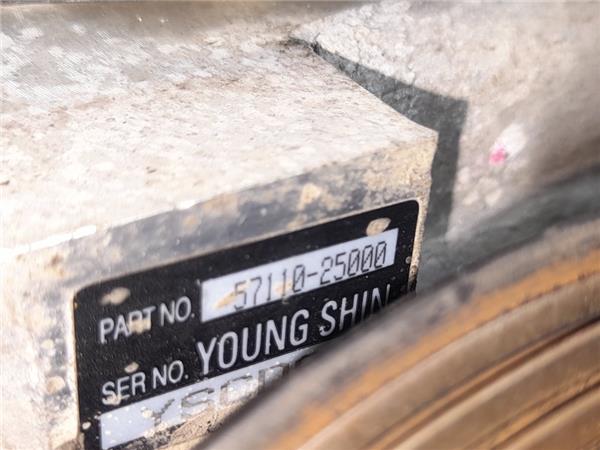 PART NO. 57110-25000
YOUNG SHIN
SER NO.